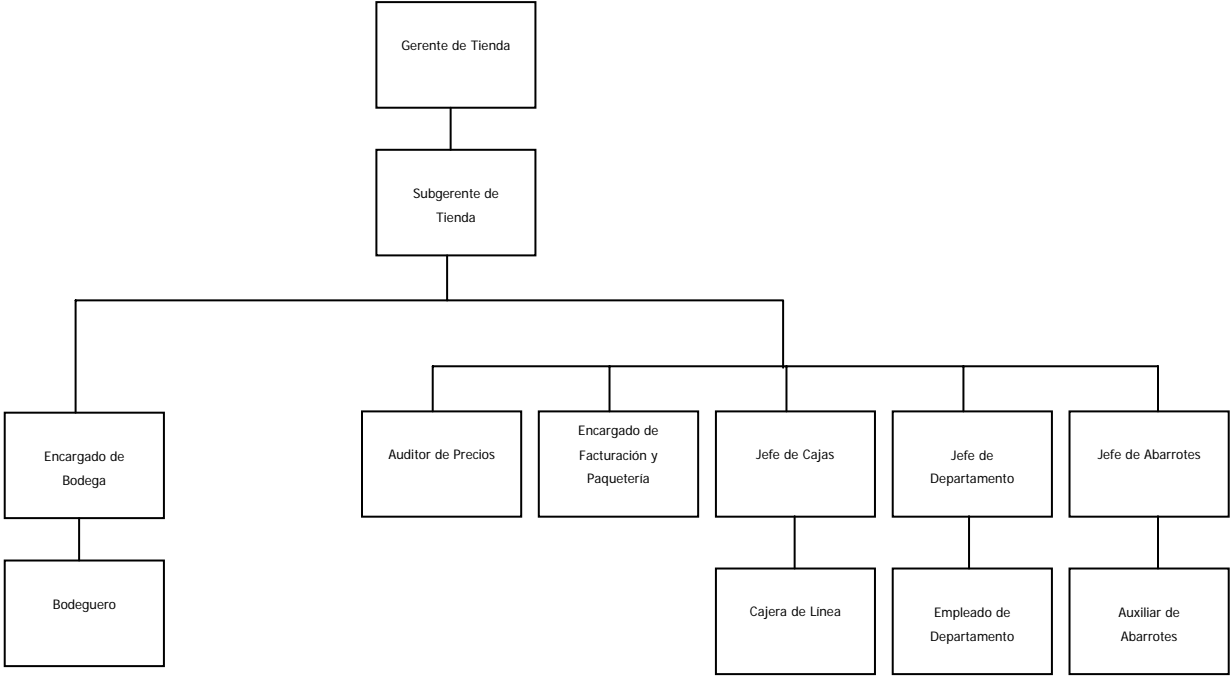 Gerente de Tienda
Subgerente de
Tienda
Encargado de
Bodega
Auditor de Precios
Encargado de
Facturación y
Paquetería
Jefe de Cajas
Jefe de
Departamento
Jefe de Abarrotes
Bodeguero
Cajera de Línea
Empleado de
Departamento
Auxiliar de
Abarrotes